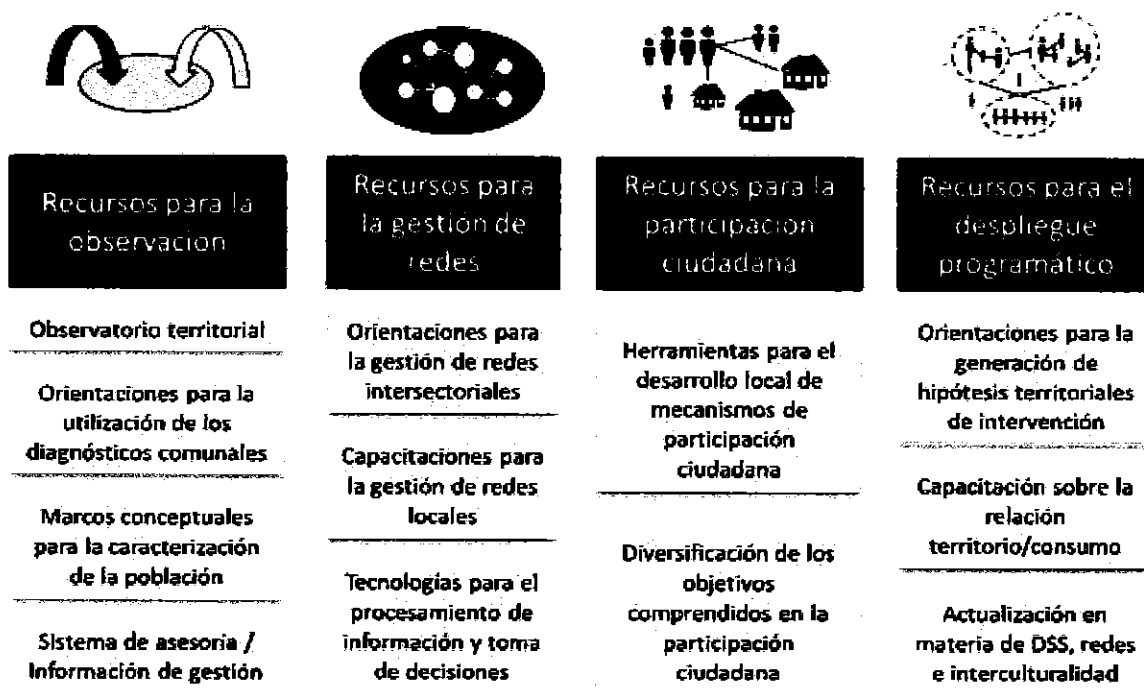 Recursos para la
observacion
Observatorio territorial
Orientaciones para la
utilización de los
diagnósticos comunales
Marcos conceptuales
para la caracterización
de la población
Sistema de asesoría /
Información de gestión
Recursos para
la gestión de
redes
Orientaciones para
la gestión de redes
intersectoriales
Capacitaciones para
la gestión de redes
locales
Tecnologías para el
procesamiento de
información y toma
de decisiones
Recursos para la
participacion
ciudadana
Herramientas para el
desarrollo local de
mecanismos de
participación
ciudadana
Diversificación de los
objetivos
comprendidos en la
participación
ciudadana
Recursos para el
despliegue
programático
Orientaciones para la
generación de
hipótesis territoriales
de intervención
Capacitación sobre la
relación
territorio/consumo
Actualización en
materia de DSS, redes
e interculturalidad